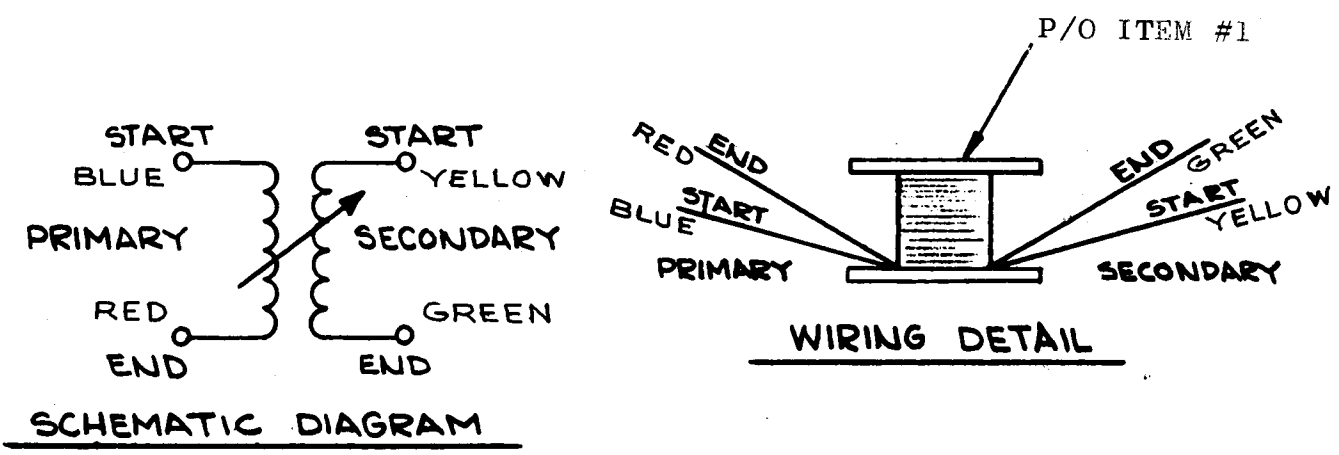 P/O ITEM #1
START START
BLUE YELLOW
PRIMARY SECONDARY
RED GREEN
END END
SCHEMATIC DIAGRAM
RED END
BLUE START
PRIMARY
END GREEN
START YELLOW
SECONDARY
WIRING DETAIL